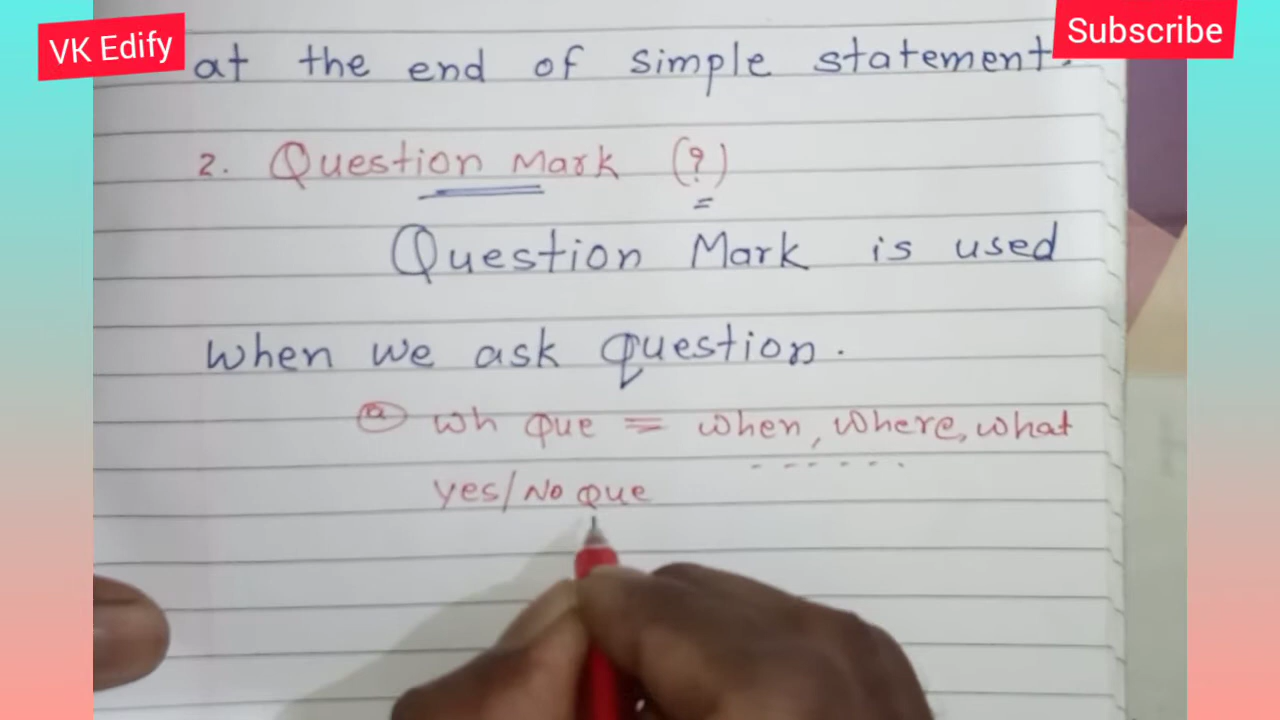 VK Edify
Subscribe
at the end of simple statement.
2. Question Mark (?)
Question Mark is used
when we ask question.
a wh que = when, where, what
yes/No que